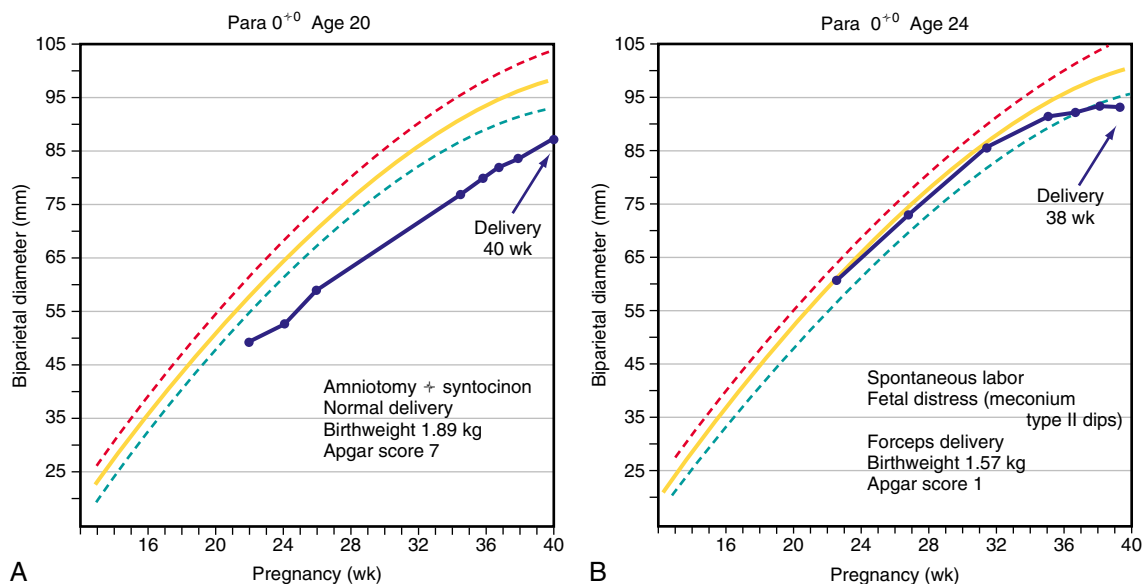 Para 0⁺⁰ Age 20
Biparietal diameter (mm)
105
95
85
75
65
55
45
35
25
Delivery
40 wk
Amniotomy + syntocinon
Normal delivery
Birthweight 1.89 kg
Apgar score 7
16 20 22 24 28 32 36 40
Pregnancy (wk)
A
Para 0⁺⁰ Age 24
Biparietal diameter (mm)
105
95
85
75
65
55
45
35
25
Delivery
38 wk
Spontaneous labor
Fetal distress (meconium
type II dips)
Forceps delivery
Birthweight 1.57 kg
Apgar score 1
16 20 22 24 28 32 36 40
Pregnancy (wk)
B